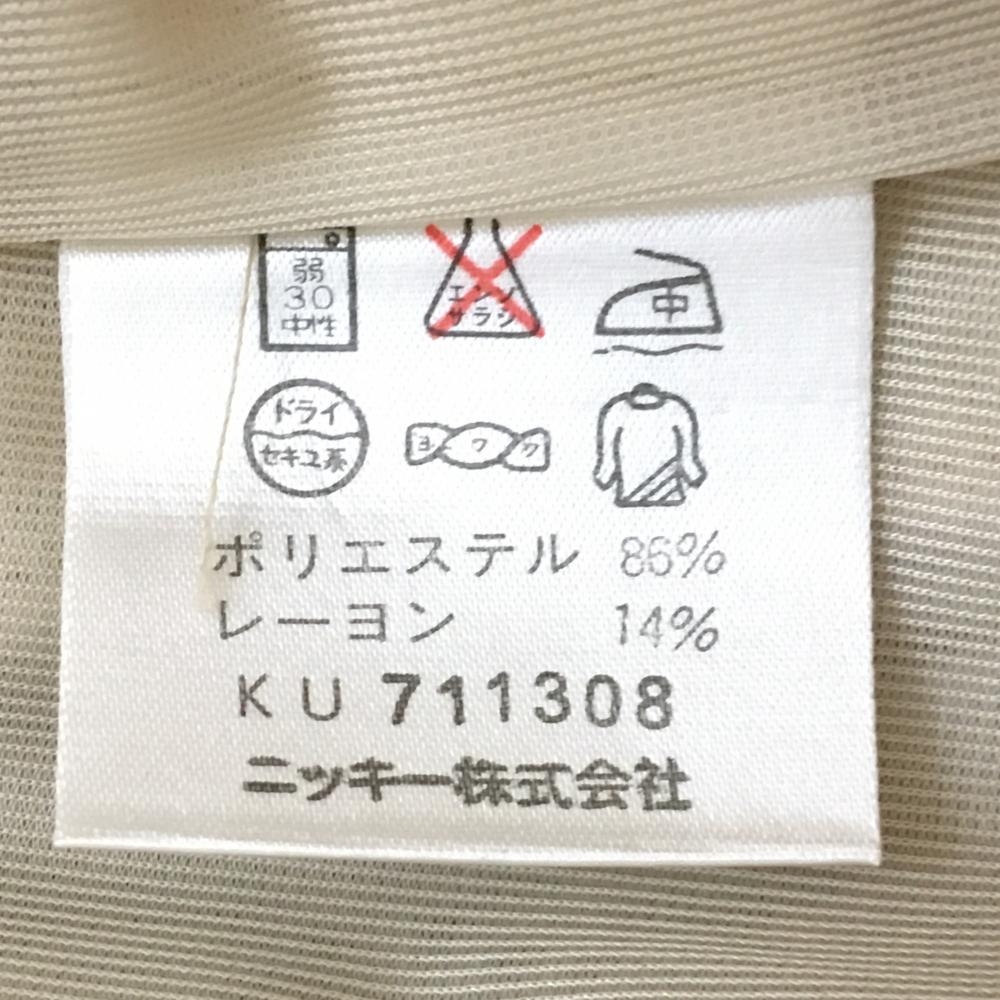 弱
30
中性
エンソ
サラシ
中
ドライ
セキユ系
ヨワク
ポリエステル 86%
レーヨン 14%
KU 711308
ニッキー株式会社